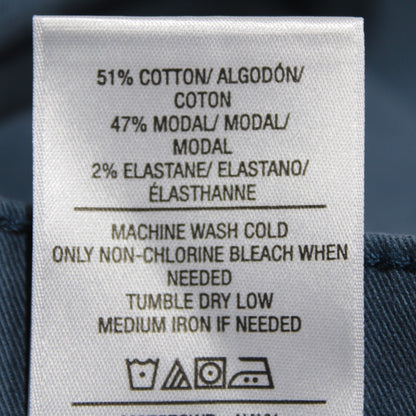 51% COTTON/ ALGODÓN/
COTON
47% MODAL/ MODAL/
MODAL
2% ELASTANE/ ELASTANO/
ÉLASTHANNE
MACHINE WASH COLD
ONLY NON-CHLORINE BLEACH WHEN
NEEDED
TUMBLE DRY LOW
MEDIUM IRON IF NEEDED